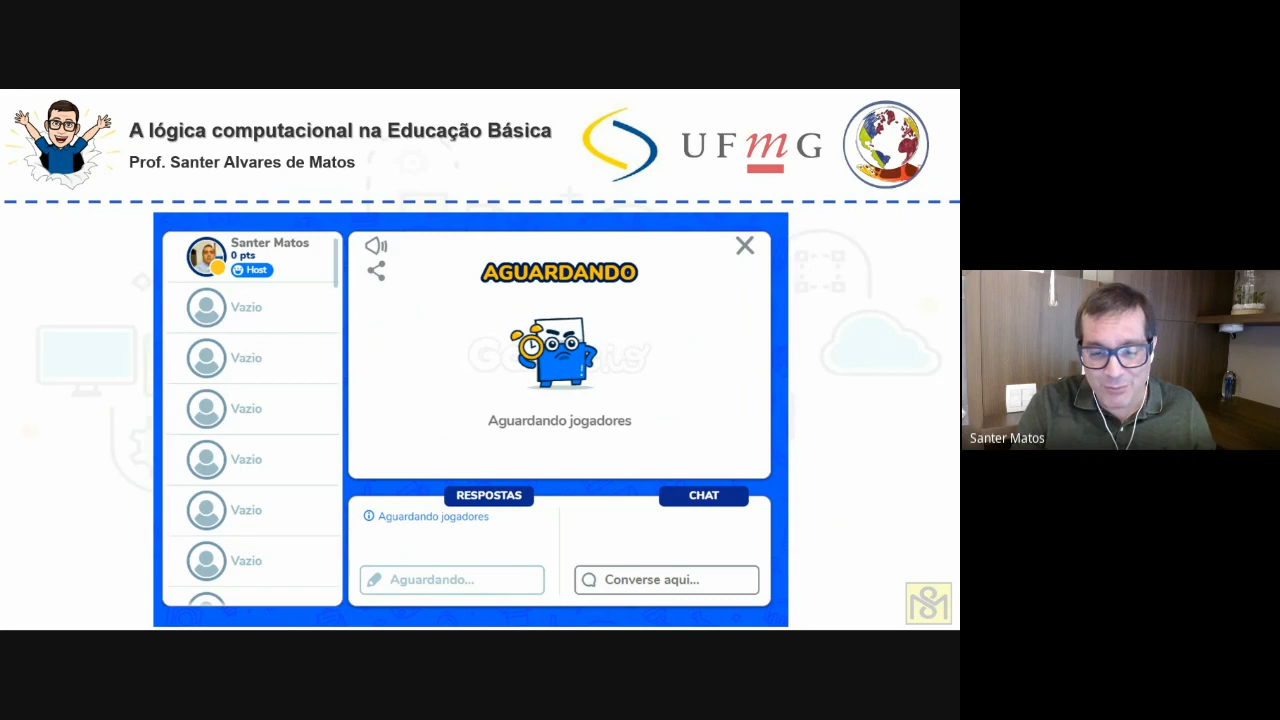 A lógica computacional na Educação Básica
Prof. Santer Alvares de Matos
UFmG
Santer Matos
0 pts
Host
Vazio
Vazio
Vazio
Vazio
Vazio
Vazio
AGUARDANDO
Aguardando jogadores
RESPOSTAS
CHAT
Aguardando jogadores
Aguardando...
Converse aqui...
SM
Santer Matos